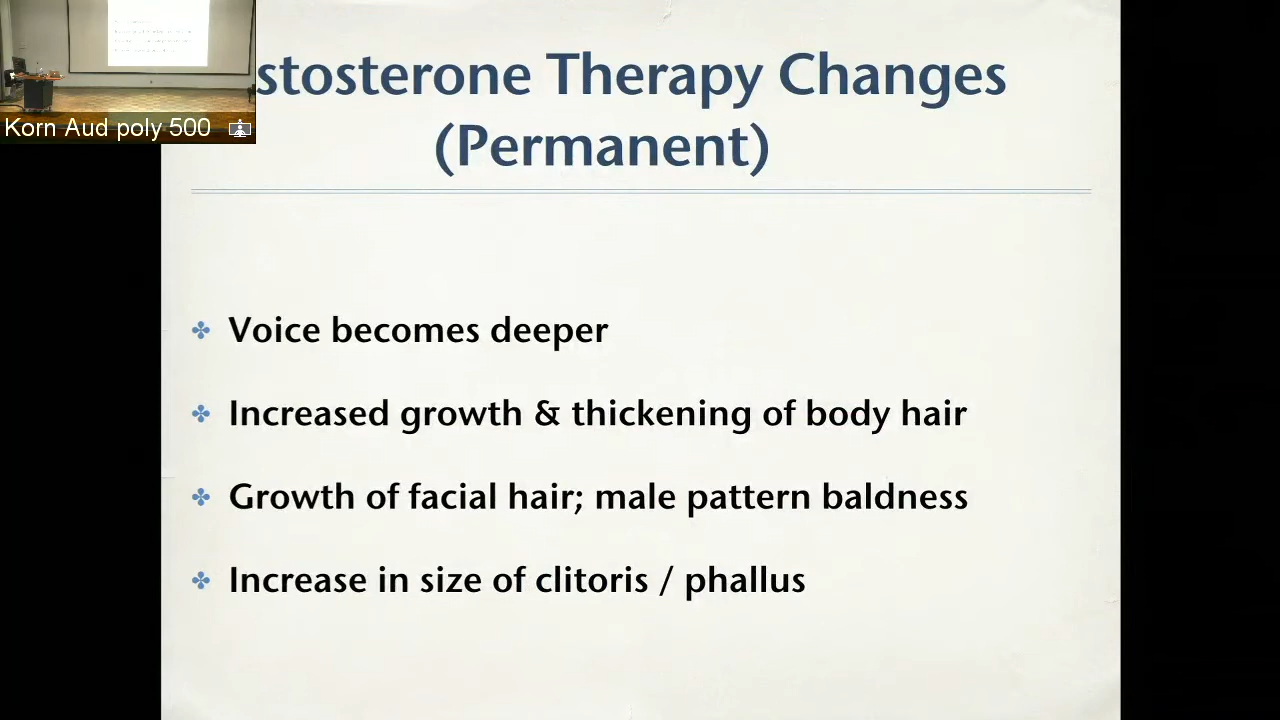 stosterone Therapy Changes
(Permanent)
Korn Aud poly 500
Voice becomes deeper
Increased growth & thickening of body hair
Growth of facial hair; male pattern baldness
Increase in size of clitoris / phallus